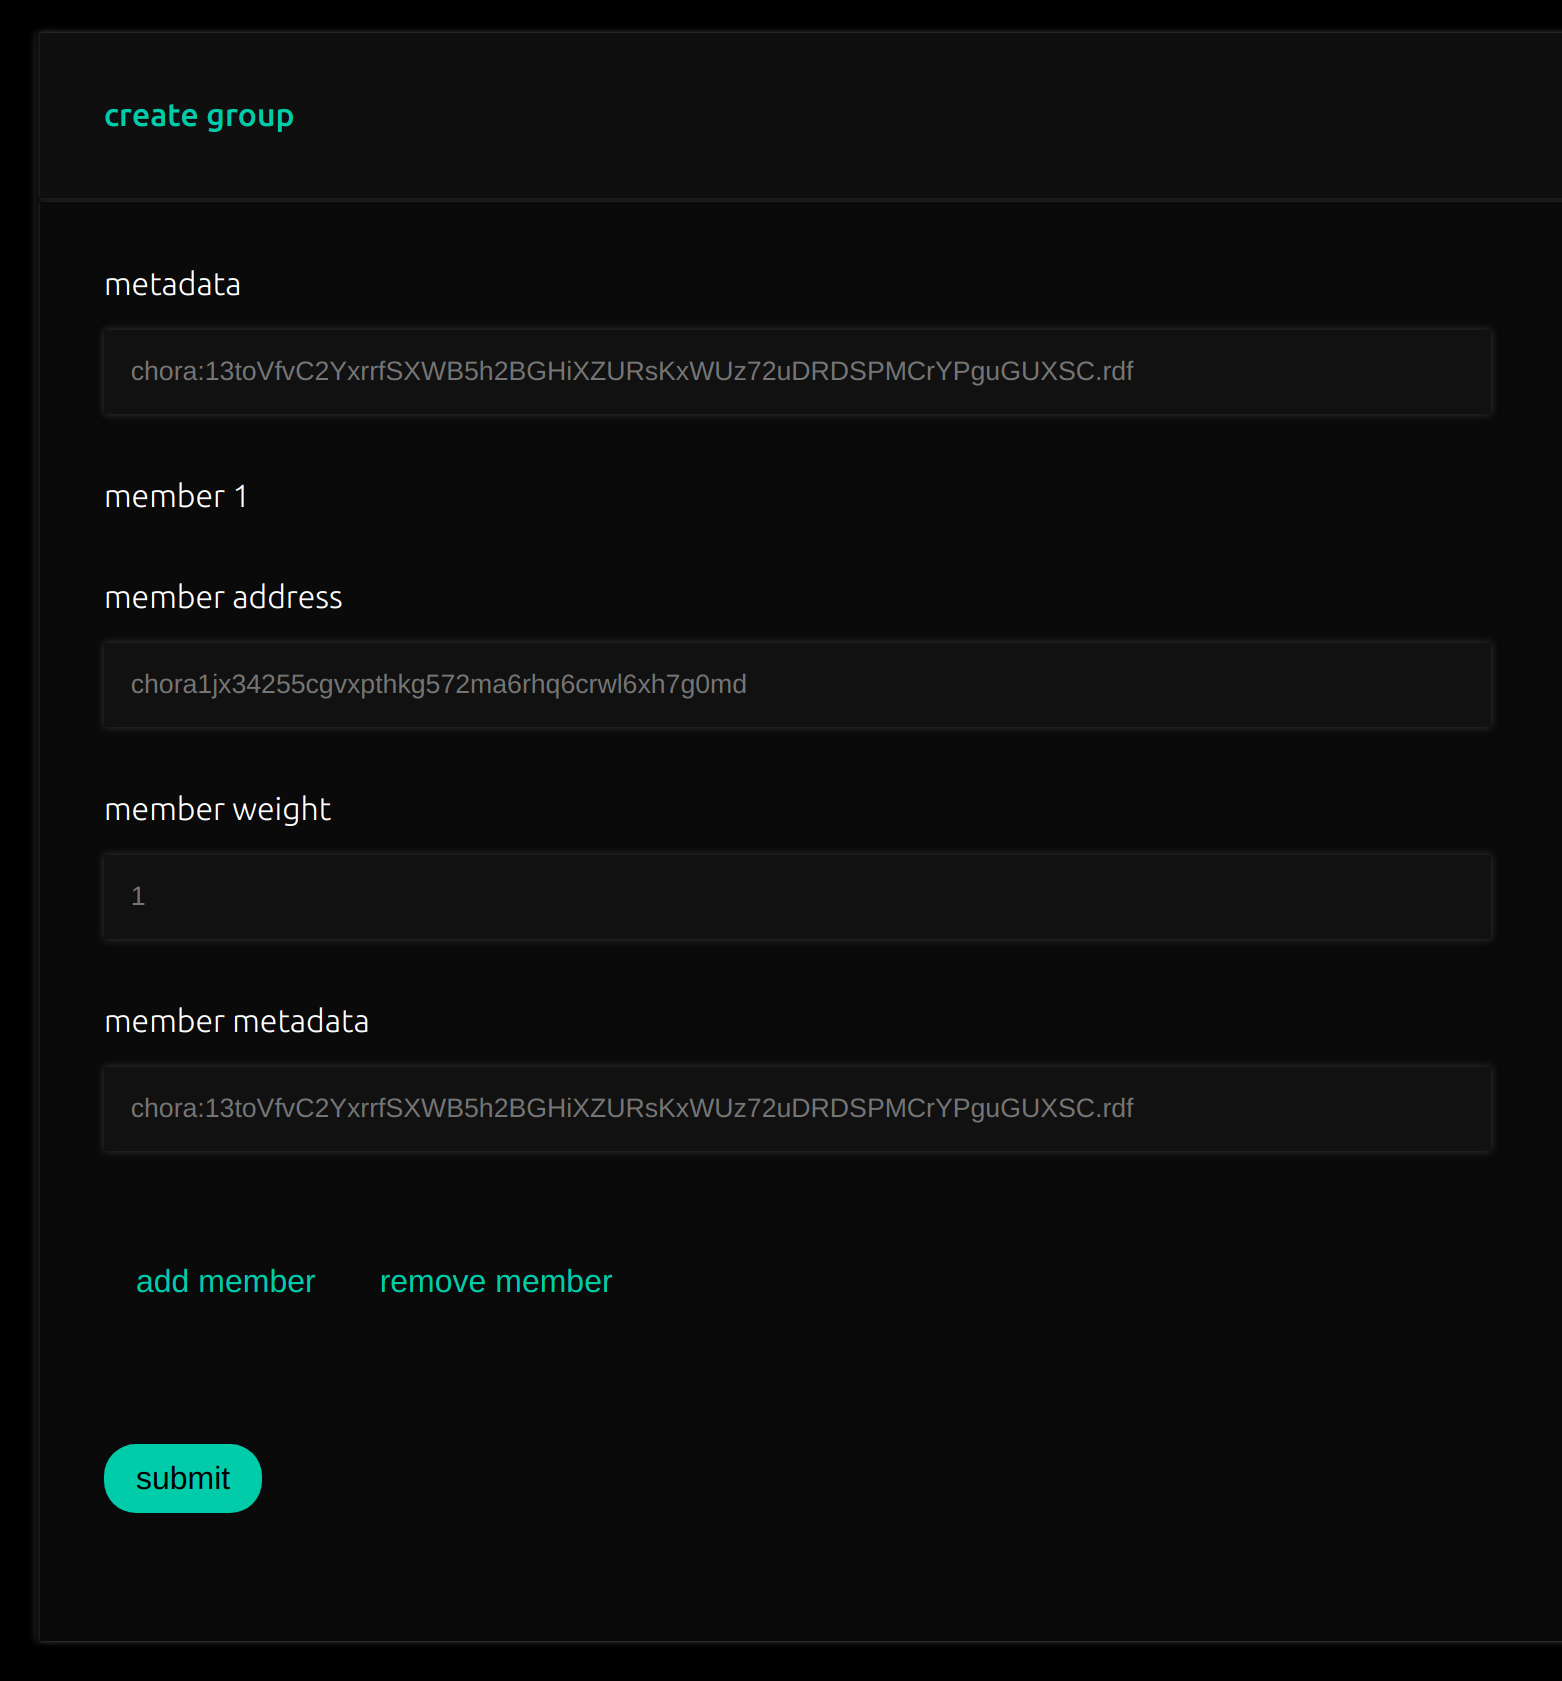 create group
metadata
chora:13toVfvC2YxrrfSXWB5h2BGHiXZURsKxWUz72uDRDSPMCrYPguGUXSC.rdf
member 1
member address
chora1jx34255cgvxpthkg572ma6rhq6crwl6xh7g0md
member weight
1
member metadata
chora:13toVfvC2YxrrfSXWB5h2BGHiXZURsKxWUz72uDRDSPMCrYPguGUXSC.rdf
add member remove member
submit